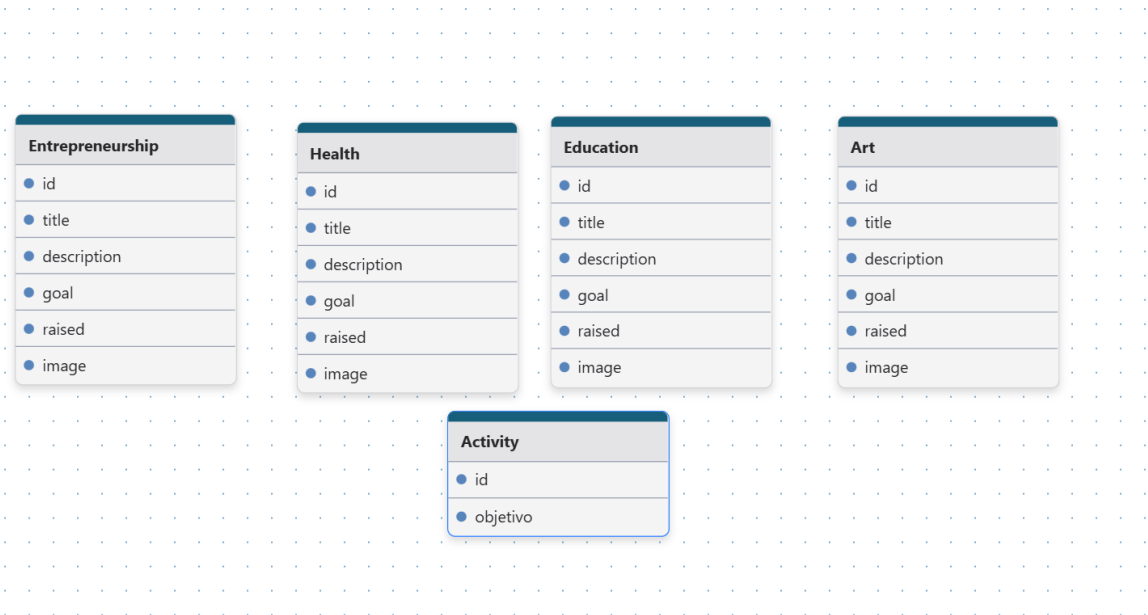 Entrepreneurship
id
title
description
goal
raised
image
Health
id
title
description
goal
raised
image
Education
id
title
description
goal
raised
image
Art
id
title
description
goal
raised
image
Activity
id
objetivo